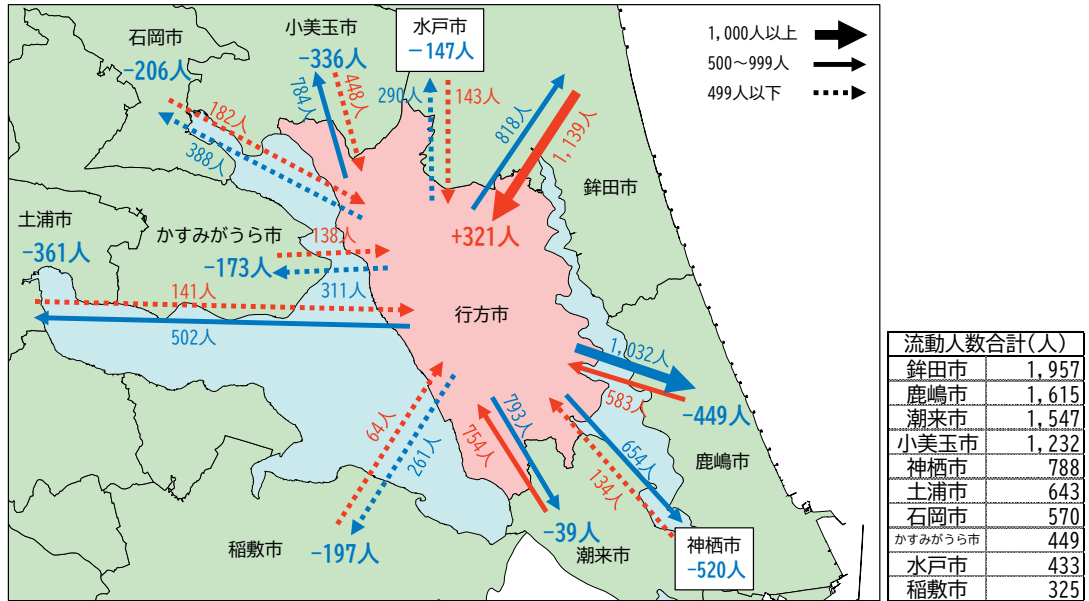 石岡市
-206人
小美玉市
-336人
水戸市
-147人
1,000人以上
500～999人
499人以下
182人
388人
784人
448人
290人
143人
818人
1,139人
鉾田市
+321人
土浦市
-361人
かすみがうら市
-173人
138人
311人
141人
502人
行方市
1,032人
583人
-449人
鹿嶋市
64人
261人
754人
793人
654人
134人
稲敷市
-197人
-39人
潮来市
神栖市
-520人
流動人数合計(人)
鉾田市 1,957
鹿嶋市 1,615
潮来市 1,547
小美玉市 1,232
神栖市 788
土浦市 643
石岡市 570
かすみがうら市 449
水戸市 433
稲敷市 325